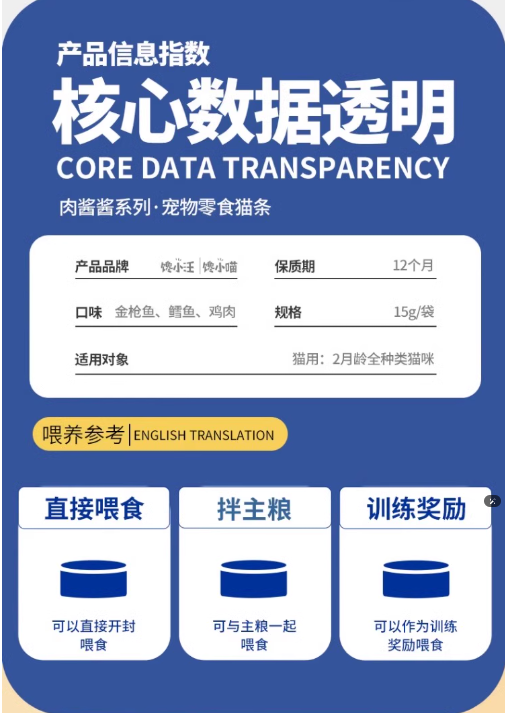 产品信息指数
核心数据透明
CORE DATA TRANSPARENCY
肉酱酱系列·宠物零食猫条
产品品牌 馋小汪|馋小喵 保质期 12个月
口味 金枪鱼、鳕鱼、鸡肉 规格 15g/袋
适用对象 猫用：2月龄全种类猫咪
喂养参考|ENGLISH TRANSLATION
直接喂食 拌主粮 训练奖励
可以直接开封 可与主粮一起 可以作为训练
喂食 喂食 奖励喂食